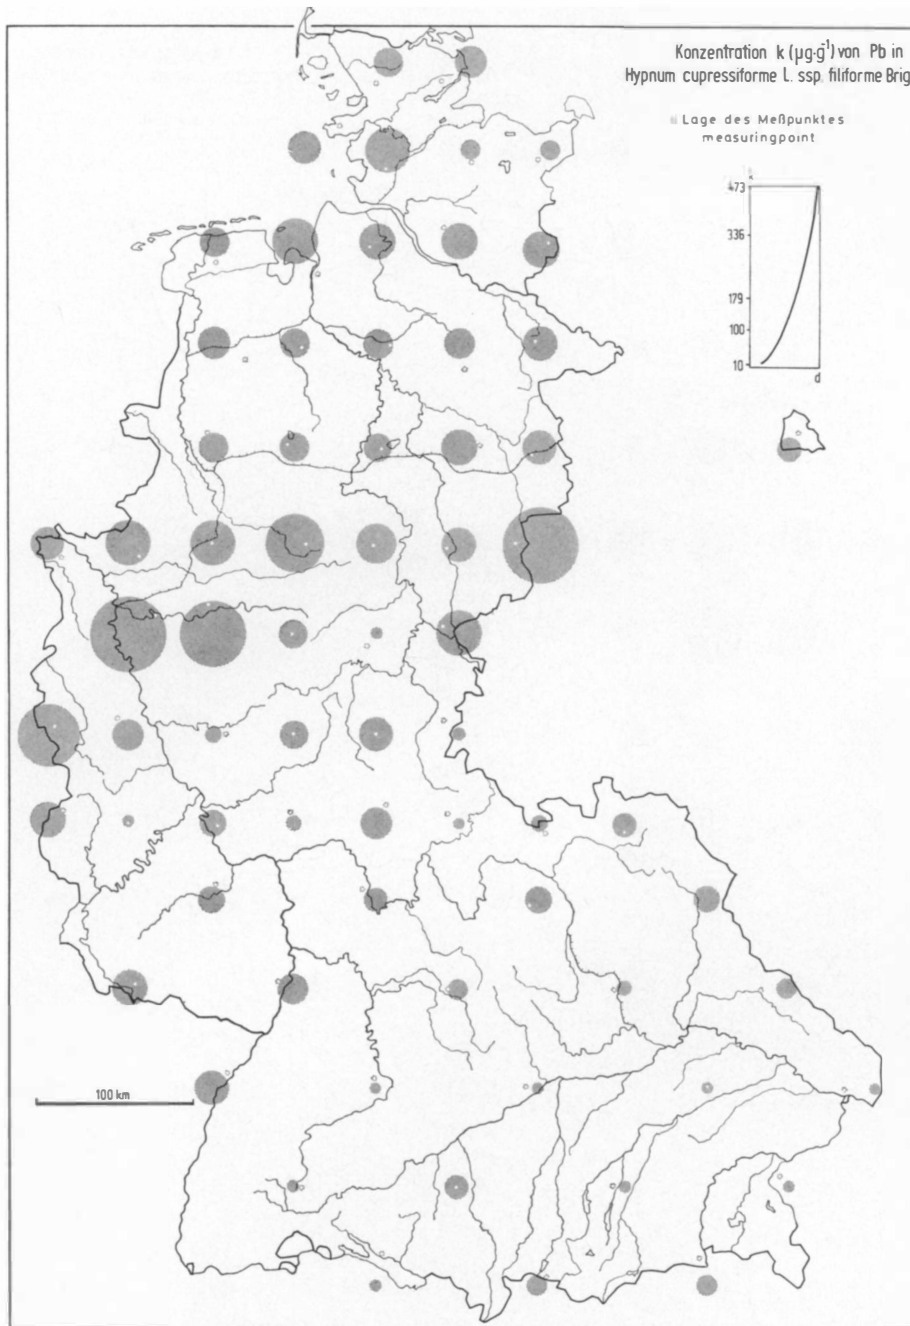 Konzentration k (µg·g⁻¹) von Pb in
Hypnum cupressiforme L. ssp. filiforme Brig
Lage des Meßpunktes
measuringpoint
k
473
336
179
100
10
d
100 km